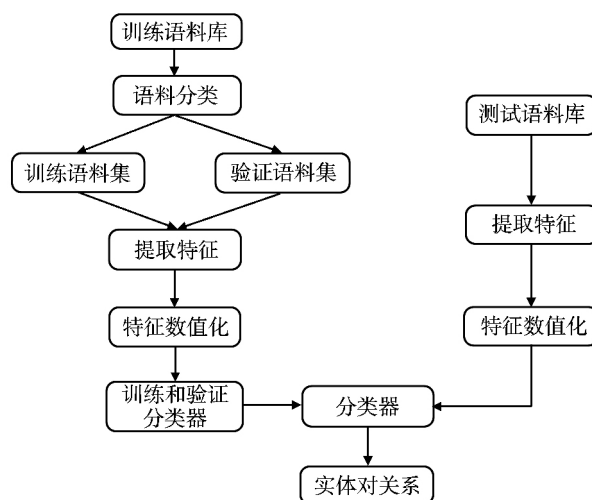 训练语料库
语料分类
测试语料库
训练语料集
验证语料集
提取特征
提取特征
特征数值化
特征数值化
训练和验证
分类器
分类器
实体对关系